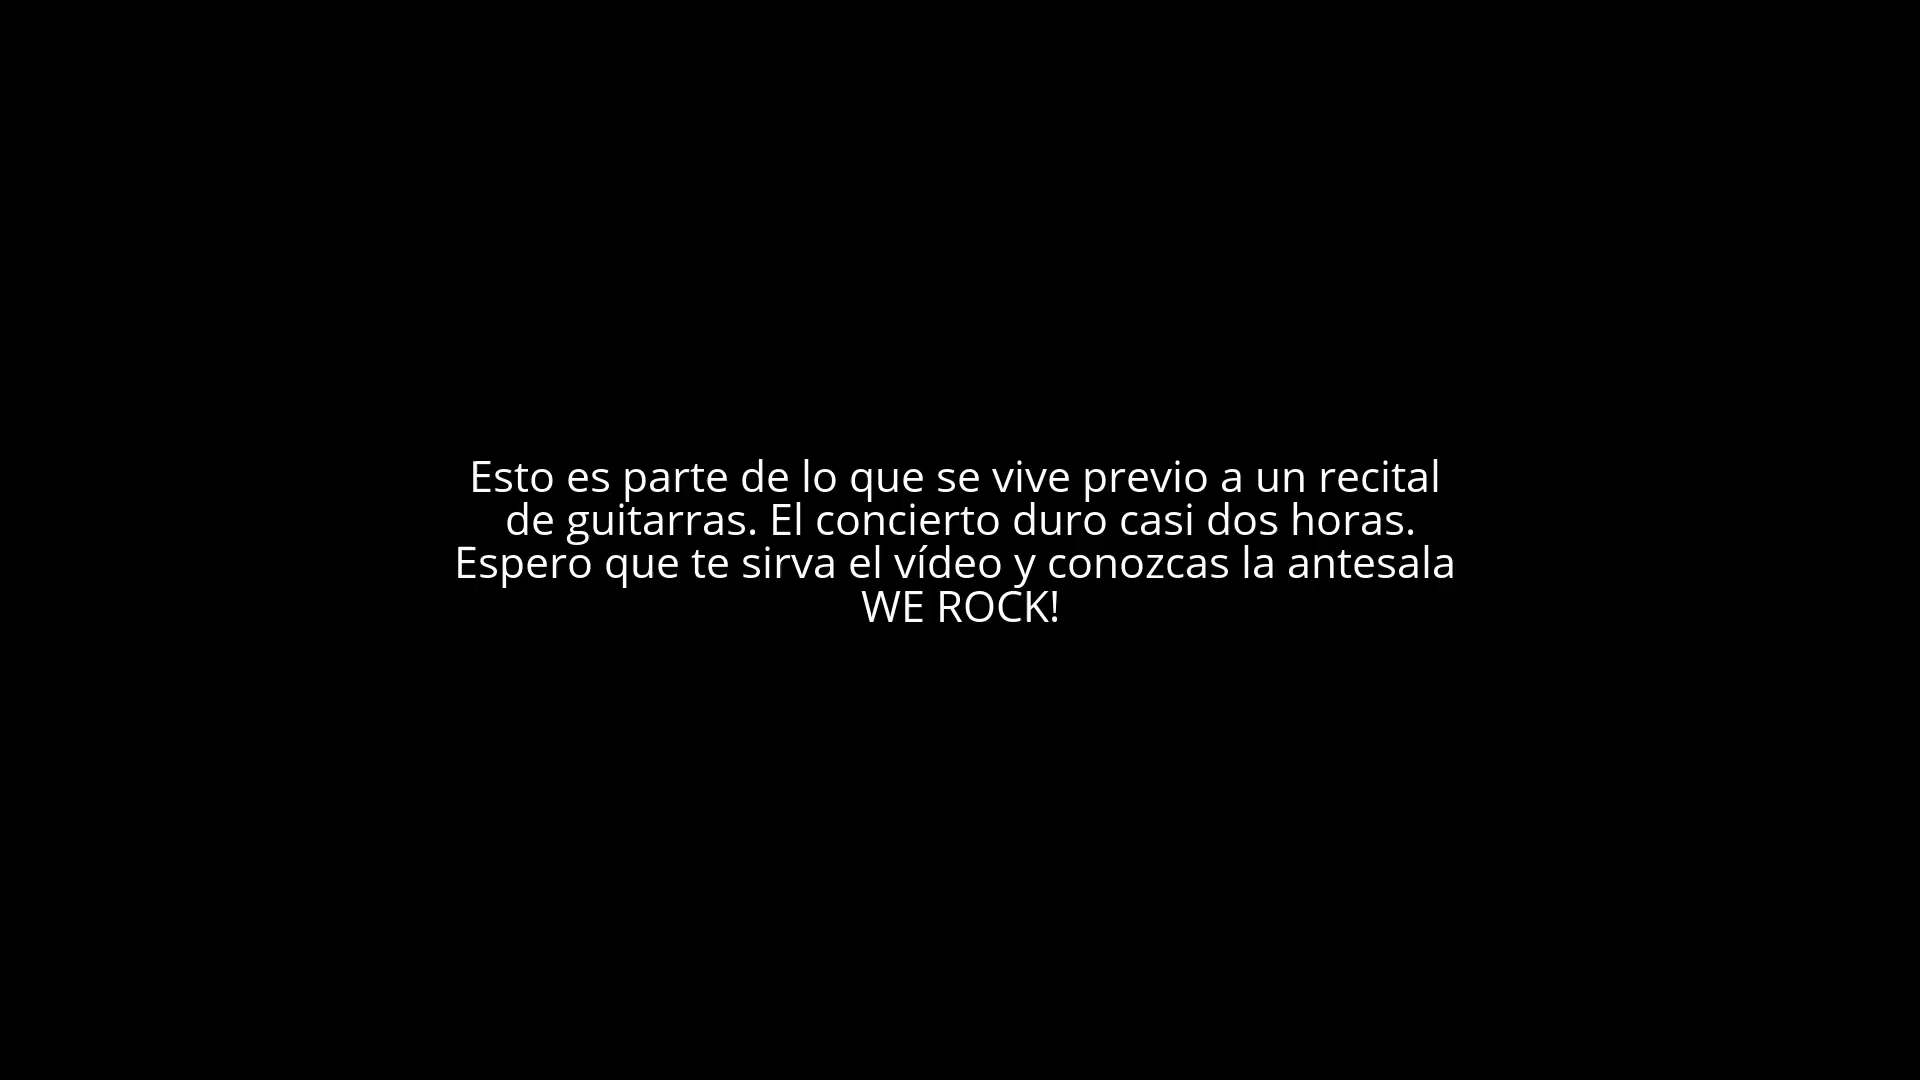 Esto es parte de lo que se vive previo a un recital
de guitarras. El concierto duro casi dos horas.
Espero que te sirva el vídeo y conozcas la antesala
WE ROCK!